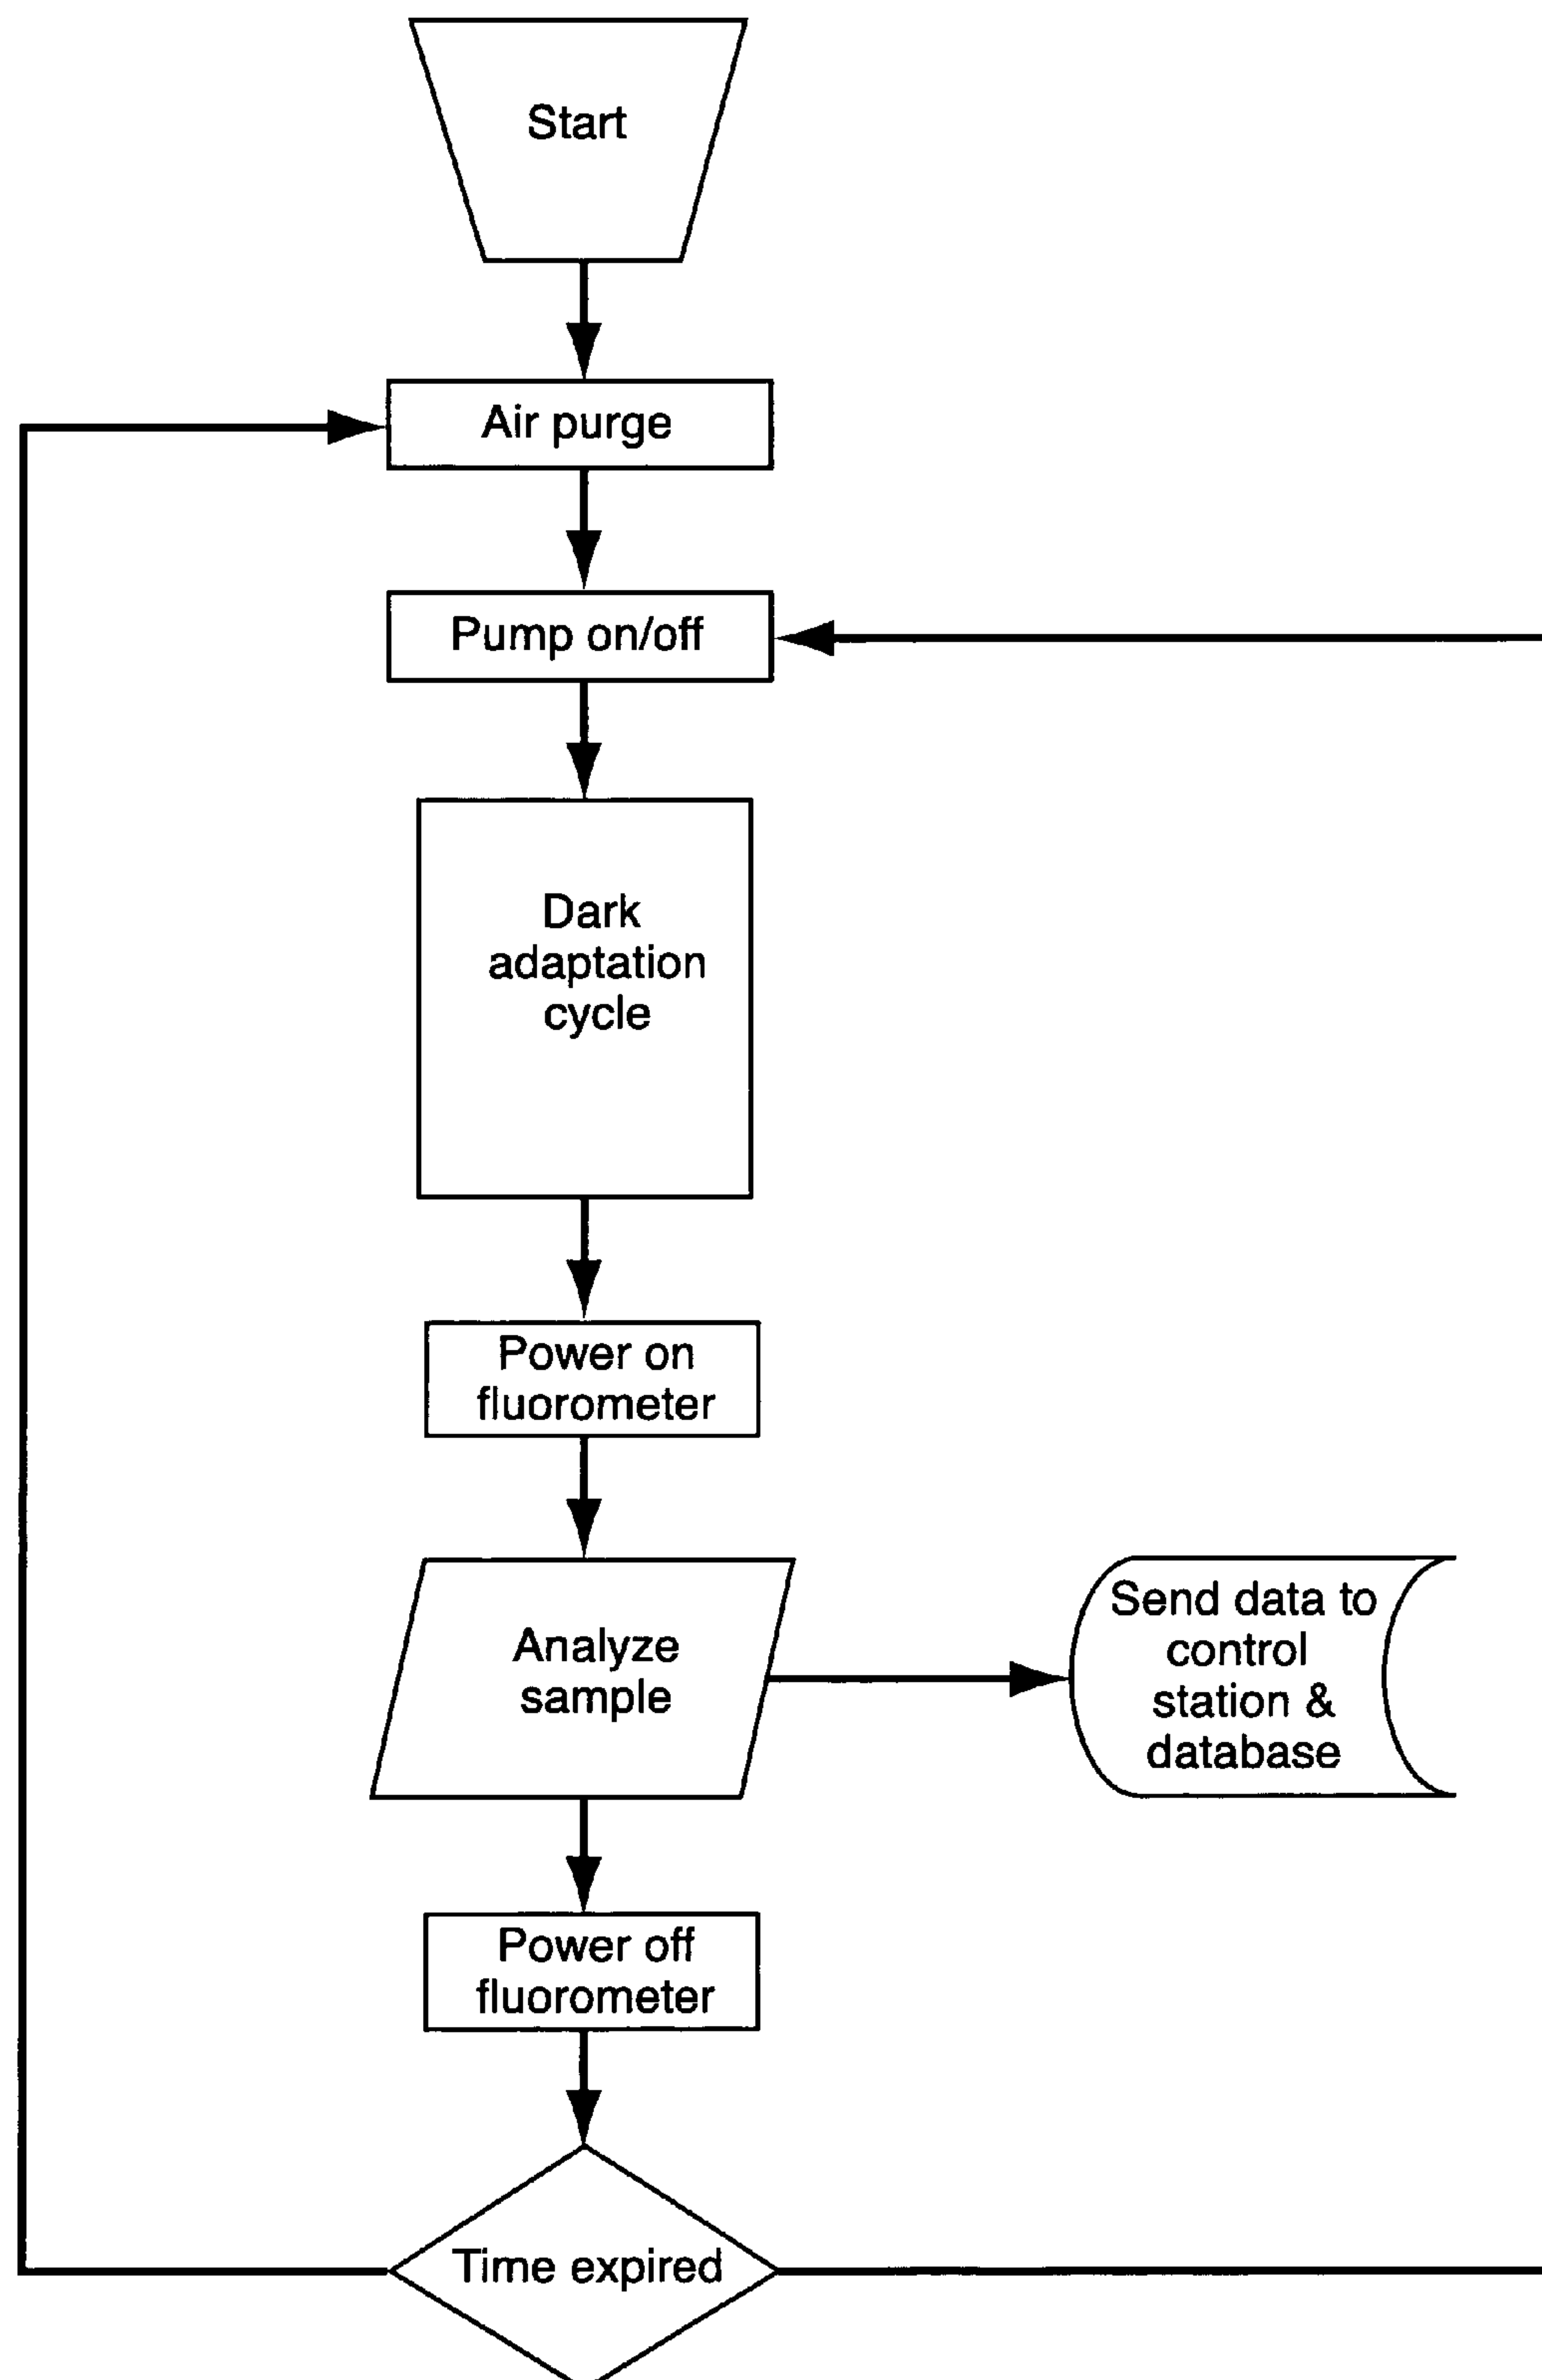 Start
Air purge
Pump on/off
Dark
adaptation
cycle
Power on
fluorometer
Analyze
sample
Send data to
control
station &
database
Power off
fluorometer
Time expired